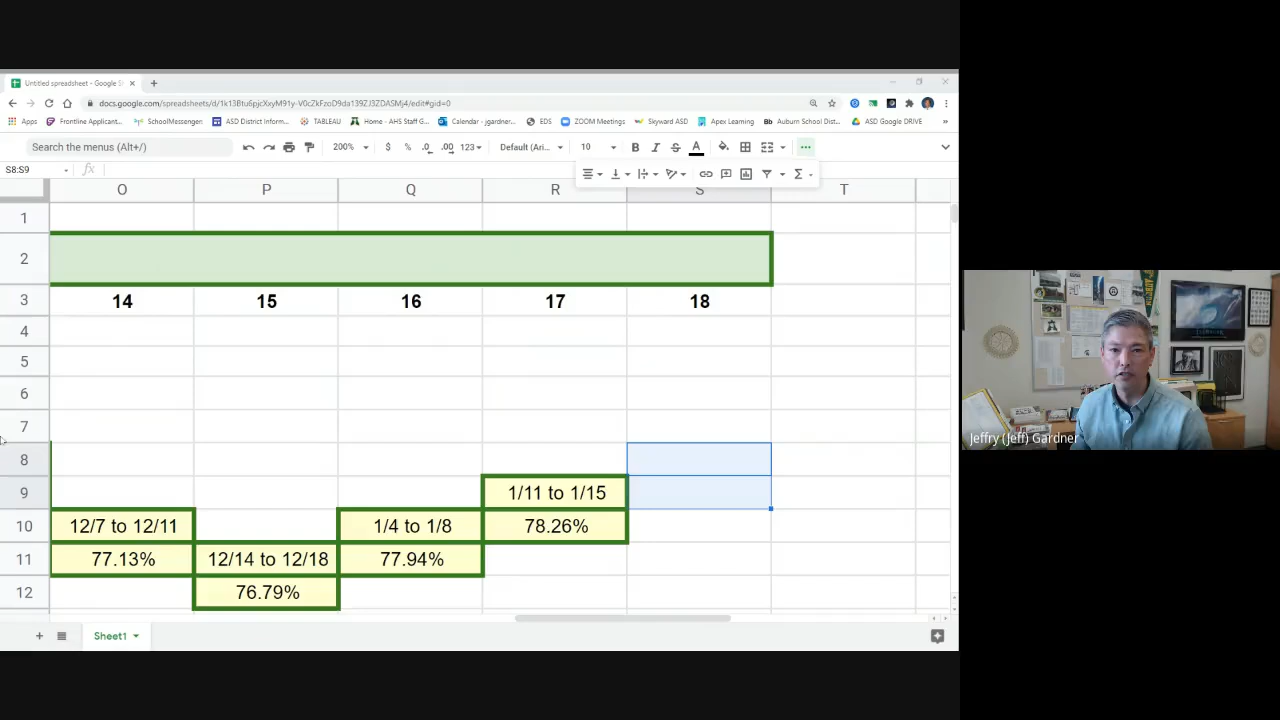 Untitled spreadsheet - Google S
docs.google.com/spreadsheets/d/1k13Btu6pjcXxyM91y-V0cZkFzoD9da139ZJ3ZDASMj4/edit#gid=0
Apps Frontline Applicant... SchoolMessenger ASD District Inform... TABLEAU Home - AHS Staff G... Calendar - jgardner... EDS ZOOM Meetings Skyward ASD Apex Learning Bb Auburn School Dist... ASD Google DRIVE »
Search the menus (Alt+/) 200% $ % .0 .00 123 Default (Ari... 10 B I S A
S8:S9 fx
O P Q R S T
1
2
3 14 15 16 17 18
4
5
6
7
8
9 1/11 to 1/15
10 12/7 to 12/11 1/4 to 1/8 78.26%
11 77.13% 12/14 to 12/18 77.94%
12 76.79%
Sheet1
Jeffry (Jeff) Gardner